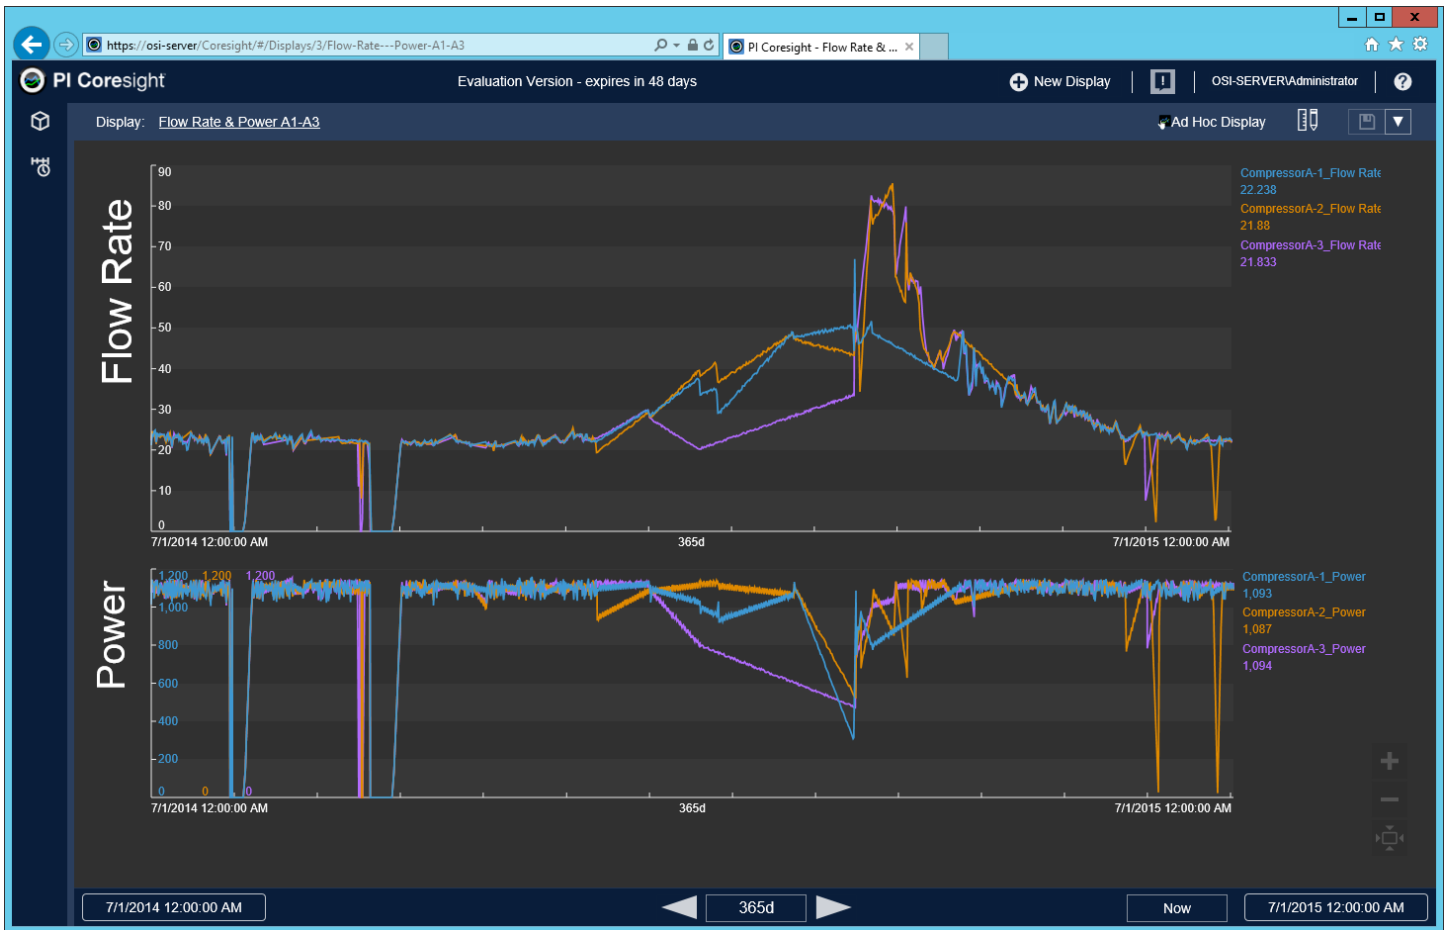 x
https://osi-server/Coresight/#/Displays/3/Flow-Rate---Power-A1-A3
PI Coresight - Flow Rate & ... ×
PI Coresight
Evaluation Version - expires in 48 days
New Display
!
OSI-SERVER\Administrator
?
Display: Flow Rate & Power A1-A3
Ad Hoc Display
Flow Rate
90
80
70
60
50
40
30
20
10
0
7/1/2014 12:00:00 AM
365d
7/1/2015 12:00:00 AM
CompressorA-1_Flow Rate
22.238
CompressorA-2_Flow Rate
21.88
CompressorA-3_Flow Rate
21.833
Power
1,200 1,200 1,200
1,000
800
600
400
200
0 0 0
7/1/2014 12:00:00 AM
365d
7/1/2015 12:00:00 AM
CompressorA-1_Power
1,093
CompressorA-2_Power
1,087
CompressorA-3_Power
1,094
7/1/2014 12:00:00 AM
365d
Now
7/1/2015 12:00:00 AM